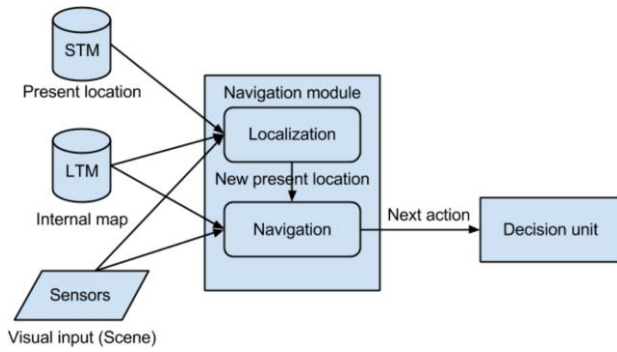 STM
Present location
Navigation module
Localization
LTM
New present location
Internal map
Navigation
Next action
Decision unit
Sensors
Visual input (Scene)